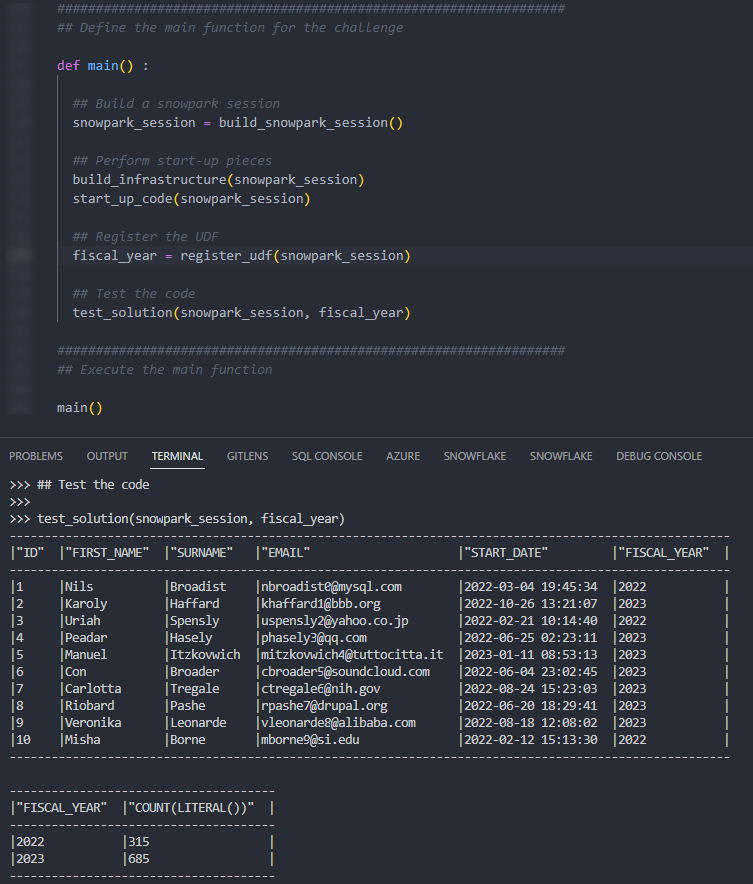 ##################################################################
## Define the main function for the challenge
def main() :
## Build a snowpark session
snowpark_session = build_snowpark_session()
## Perform start-up pieces
build_infrastructure(snowpark_session)
start_up_code(snowpark_session)
## Register the UDF
fiscal_year = register_udf(snowpark_session)
## Test the code
test_solution(snowpark_session, fiscal_year)
##################################################################
## Execute the main function
main()
PROBLEMS OUTPUT TERMINAL GITLENS SQL CONSOLE AZURE SNOWFLAKE SNOWFLAKE DEBUG CONSOLE
>>> ## Test the code
>>>
>>> test_solution(snowpark_session, fiscal_year)
-------------------------------------------------------------------------------------------------------
|"ID" |"FIRST_NAME" |"SURNAME" |"EMAIL" |"START_DATE" |"FISCAL_YEAR" |
-------------------------------------------------------------------------------------------------------
|1 |Nils |Broadist |nbroadist0@mysql.com |2022-03-04 19:45:34 |2022 |
|2 |Karoly |Haffard |khaffard1@bbb.org |2022-10-26 13:21:07 |2023 |
|3 |Uriah |Spensly |uspensly2@yahoo.co.jp |2022-02-21 10:14:40 |2022 |
|4 |Peadar |Hasely |phasely3@qq.com |2022-06-25 02:23:11 |2023 |
|5 |Manuel |Itzkovwich |mitzkovwich4@tuttocitta.it |2023-01-11 08:53:13 |2023 |
|6 |Con |Broader |cbroader5@soundcloud.com |2022-06-04 23:02:45 |2023 |
|7 |Carlotta |Tregale |ctregale6@nih.gov |2022-08-24 15:23:03 |2023 |
|8 |Riobard |Pashe |rpashe7@drupal.org |2022-06-20 18:29:41 |2023 |
|9 |Veronika |Leonarde |vleonarde8@alibaba.com |2022-08-18 12:08:02 |2023 |
|10 |Misha |Borne |mborne9@si.edu |2022-02-12 15:13:30 |2022 |
-------------------------------------------------------------------------------------------------------
--------------------------------------
|"FISCAL_YEAR" |"COUNT(LITERAL())" |
--------------------------------------
|2022 |315 |
|2023 |685 |
--------------------------------------